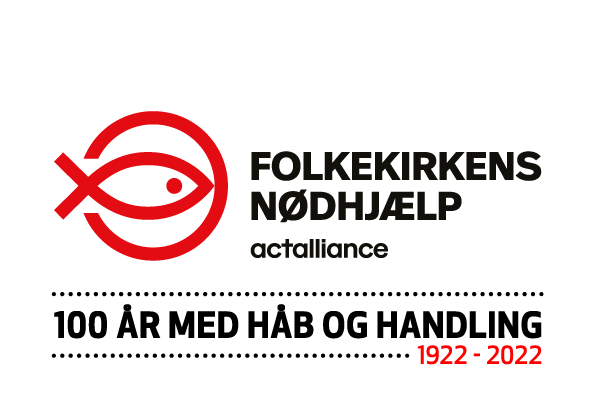 FOLKEKIRKENS
NØDHJÆLP
actalliance
100 ÅR MED HÅB OG HANDLING
1922 - 2022